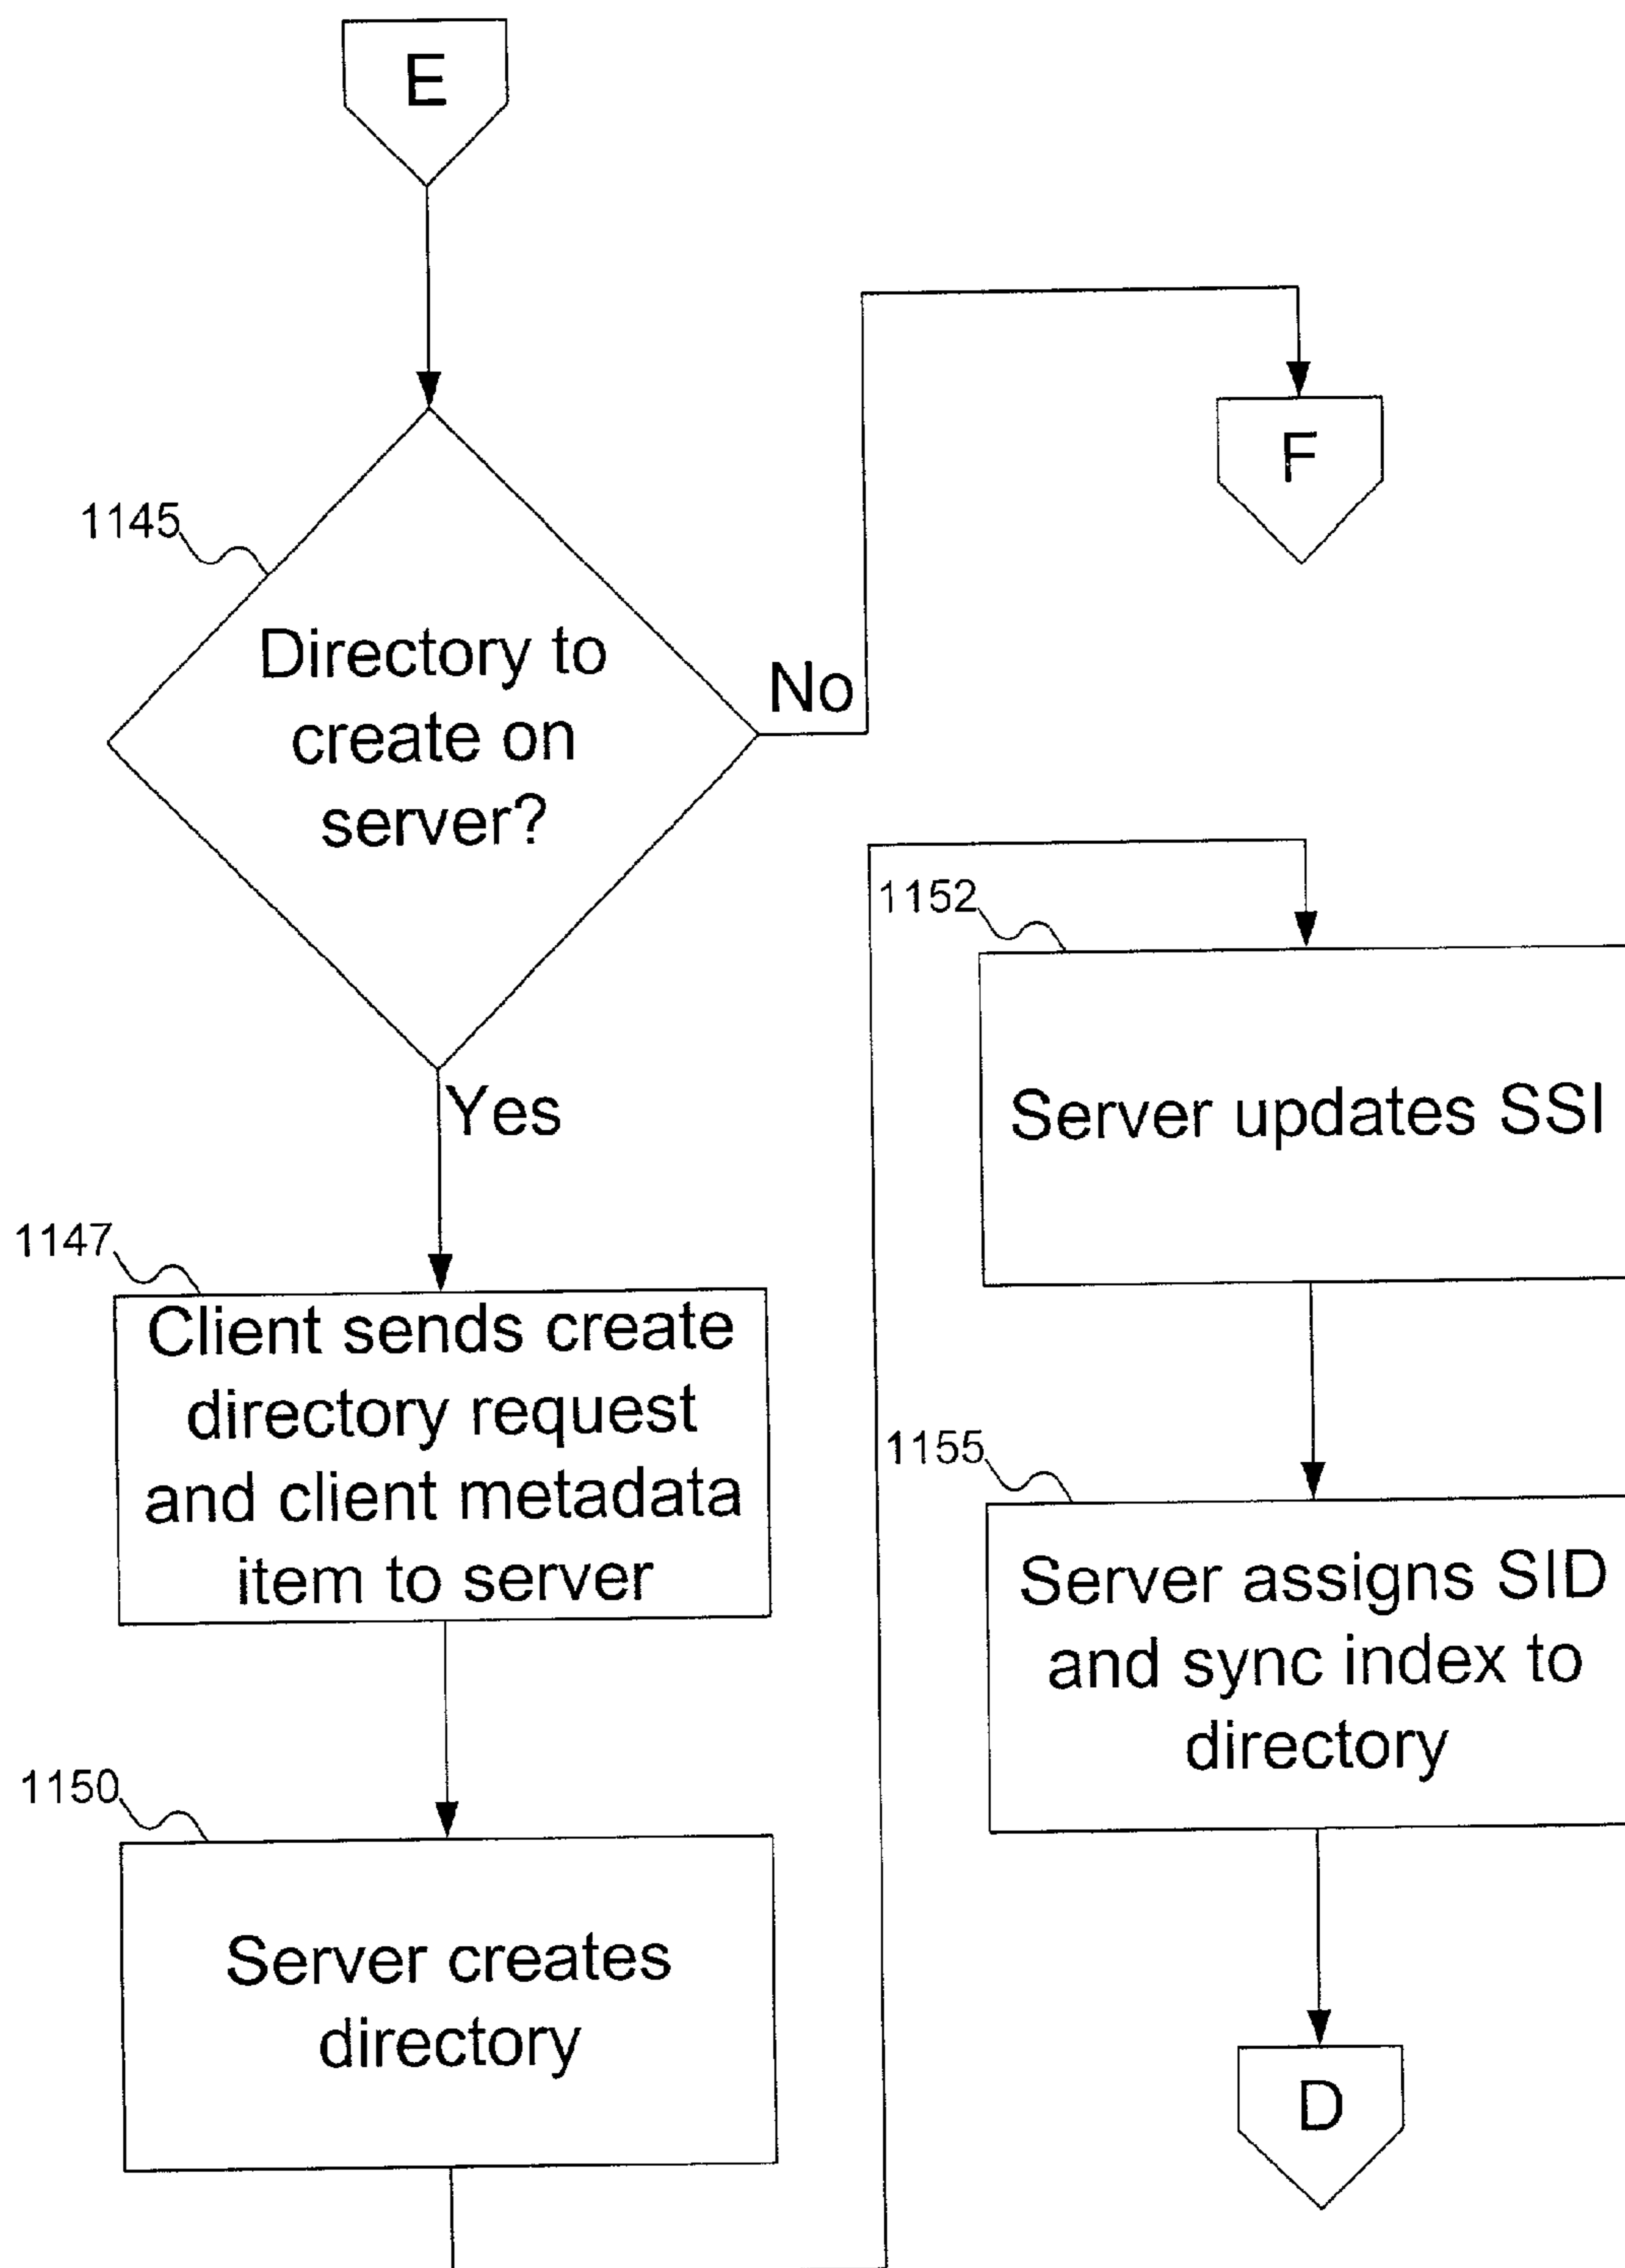 E
F
1145
Directory to
create on
server?
No
Yes
1147
Client sends create
directory request
and client metadata
item to server
1150
Server creates
directory
1152
Server updates SSI
1155
Server assigns SID
and sync index to
directory
D